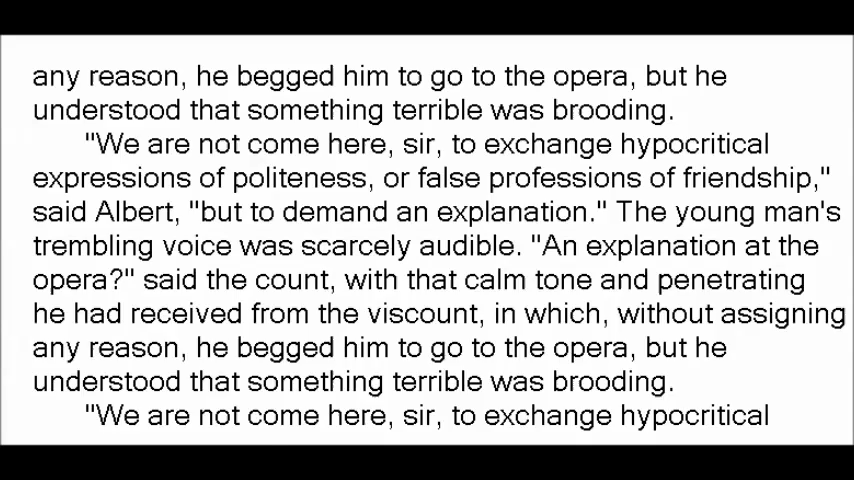 any reason, he begged him to go to the opera, but he
understood that something terrible was brooding.
"We are not come here, sir, to exchange hypocritical
expressions of politeness, or false professions of friendship,"
said Albert, "but to demand an explanation." The young man's
trembling voice was scarcely audible. "An explanation at the
opera?" said the count, with that calm tone and penetrating
he had received from the viscount, in which, without assigning
any reason, he begged him to go to the opera, but he
understood that something terrible was brooding.
"We are not come here, sir, to exchange hypocritical